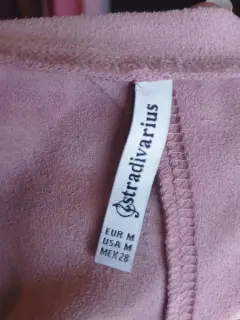 stradivarius
EUR M
USA M
MEX 28